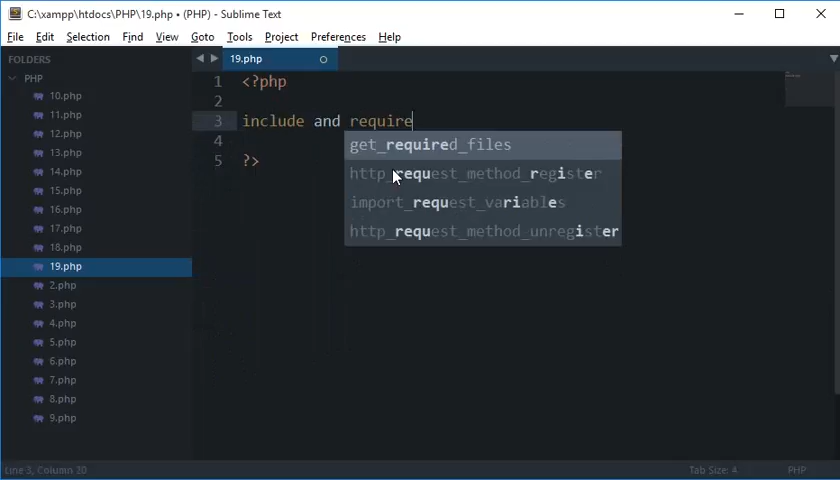 C:\xampp\htdocs\PHP\19.php • (PHP) - Sublime Text
File Edit Selection Find View Goto Tools Project Preferences Help
FOLDERS
PHP
10.php
11.php
12.php
13.php
14.php
15.php
16.php
17.php
18.php
19.php
2.php
3.php
4.php
5.php
6.php
7.php
8.php
9.php
19.php
1 <?php
2
3 include and require
4
5 ?>
get_required_files
http_request_method_register
import_request_variables
http_request_method_unregister
Line 3, Column 20
Tab Size: 4
PHP